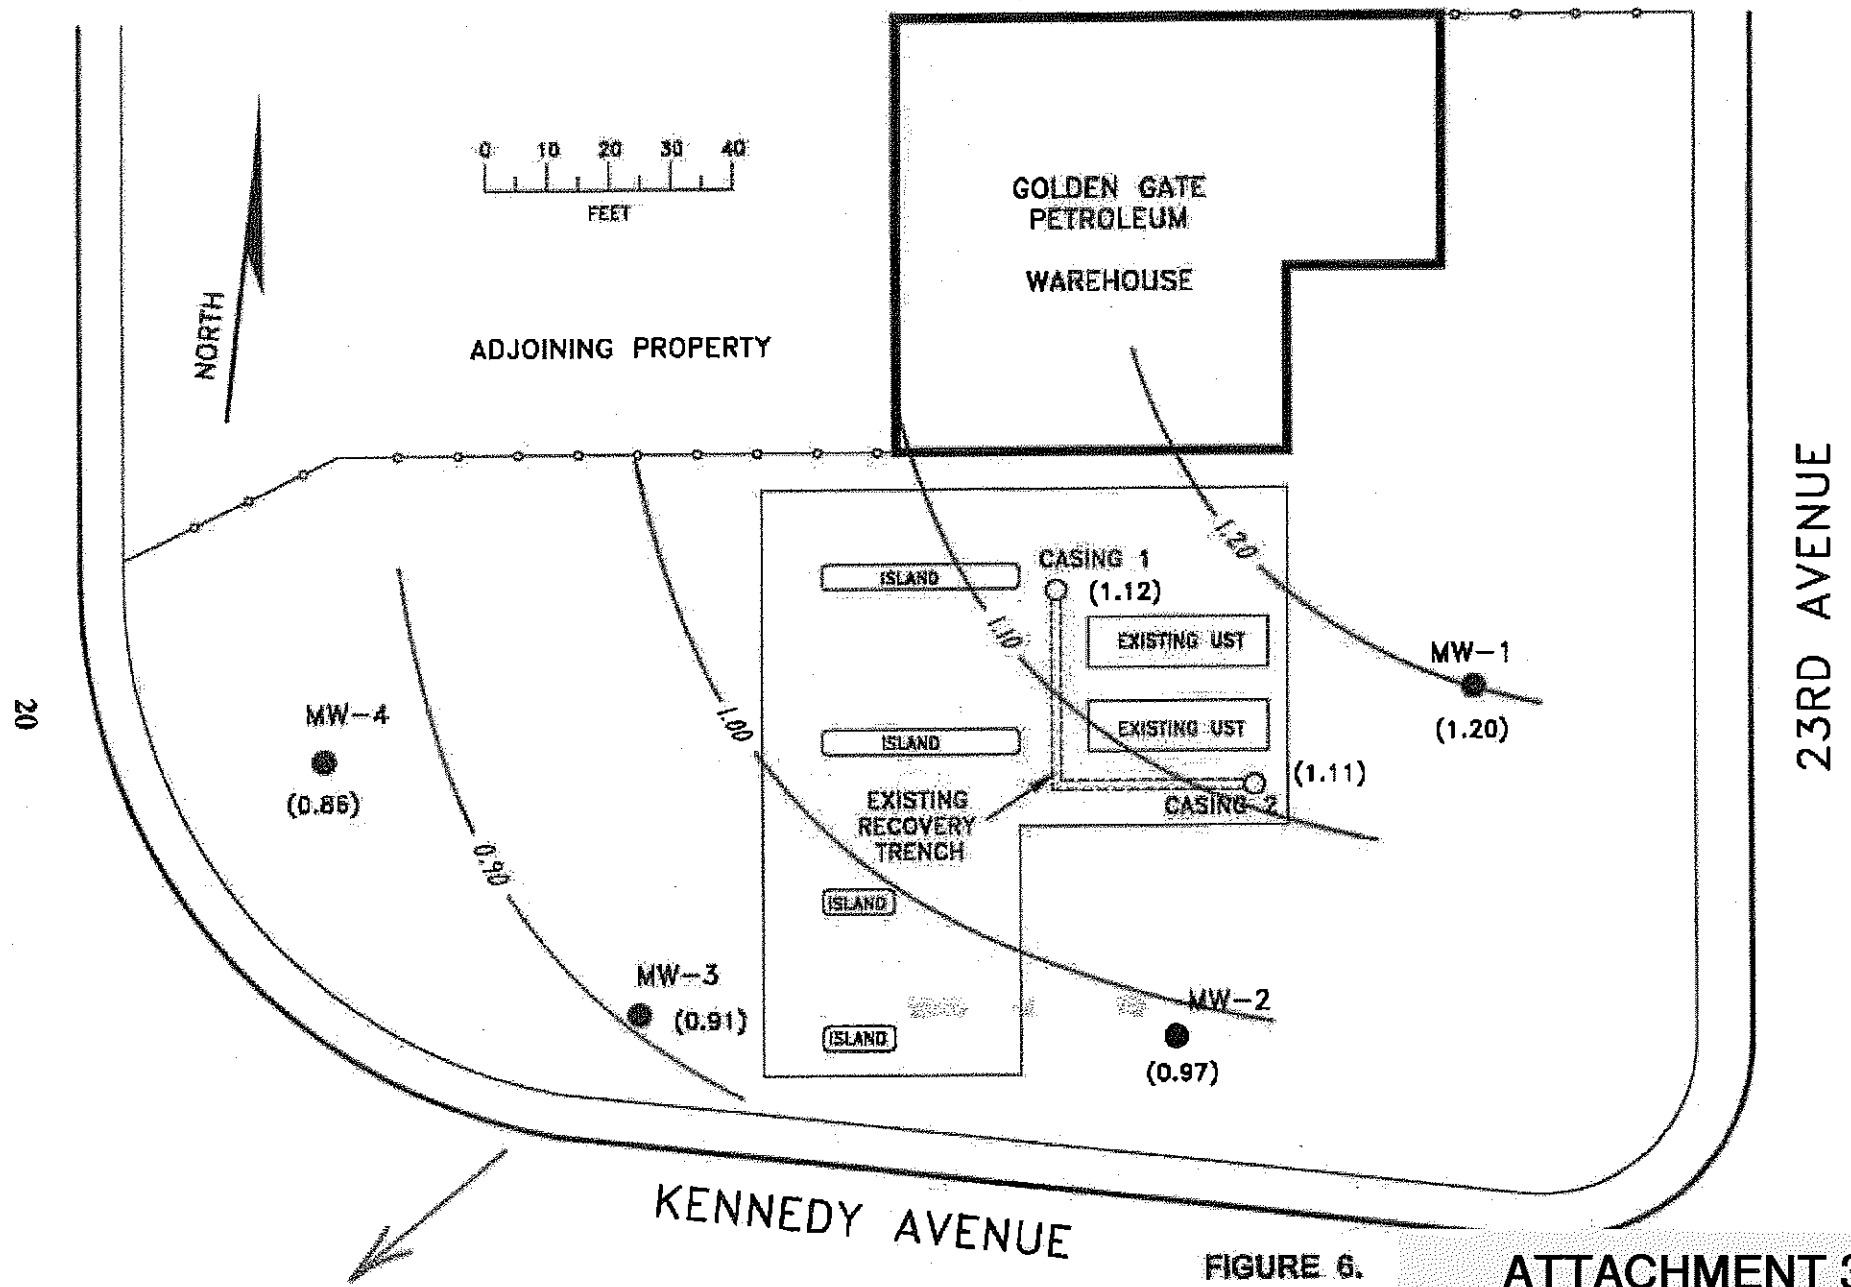 0 10 20 30 40
FEET
NORTH
ADJOINING PROPERTY
GOLDEN GATE
PETROLEUM
WAREHOUSE
23RD AVENUE
20
1.20
CASING 1
(1.12)
ISLAND
EXISTING UST
1.10
MW-1
(1.20)
MW-4
(0.86)
1.00
ISLAND
EXISTING UST
(1.11)
CASING 2
EXISTING
RECOVERY
TRENCH
0.90
ISLAND
MW-3
(0.91)
MW-2
(0.97)
ISLAND
KENNEDY AVENUE
FIGURE 6.
ATTACHMENT 3